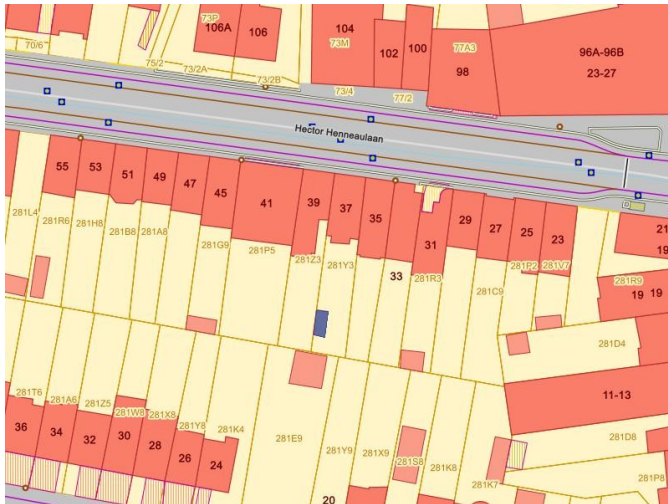 73P
104
106A
106
73M
100
70/6
102
77A3
96A-96B
75/2
73/2A
98
23-27
73/2B
73/4
77/2
Hector Henneaulaan
55
53
51
49
47
45
41
39
37
35
33
31
29
27
25
23
21
19
281L4
281R6
281H8
281B8
281A8
281G9
281P5
281Z3
281Y3
281R3
281C9
281P2
281V7
281R9
19
19
281D4
11-13
281T6
281A6
281Z5
281W8
281X8
281Y8
281K4
281E9
281Y9
281X9
281S8
281K8
281K7
281D8
281P8
36
34
32
30
28
26
24
20